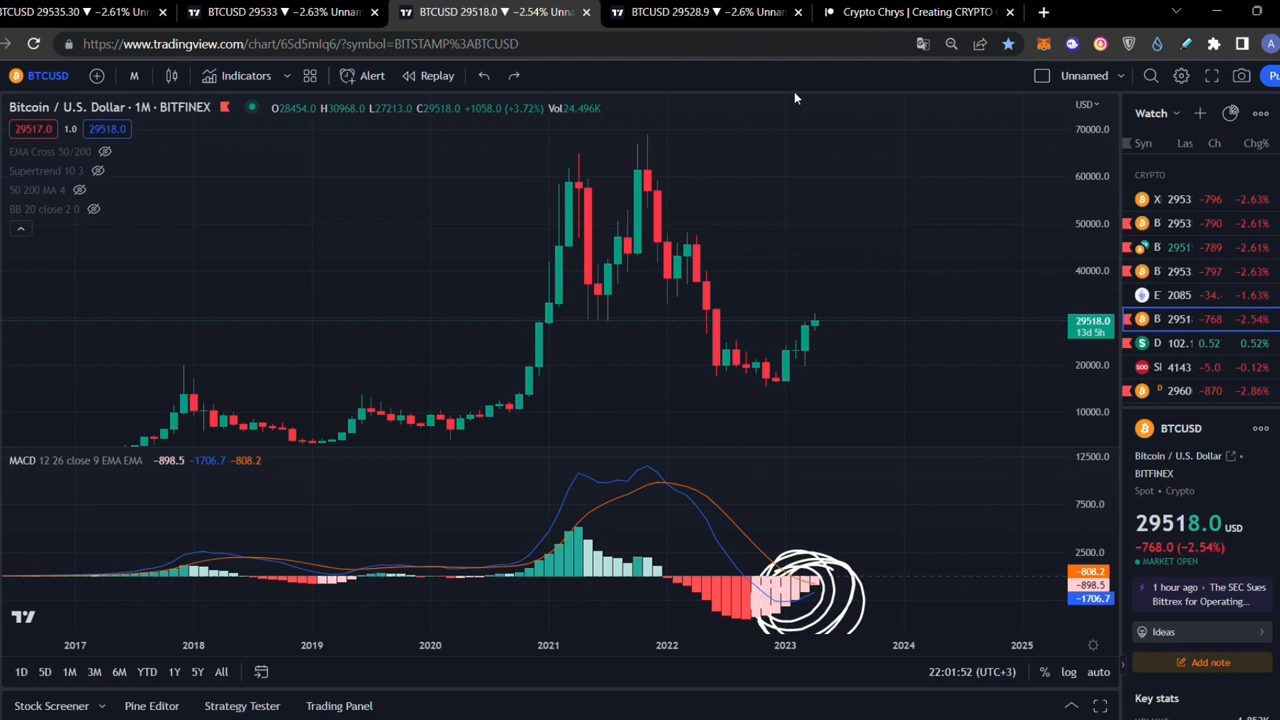 BTCUSD 29535.30 ▼ −2.61% Unn
BTCUSD 29533 ▼ −2.63% Unnam
BTCUSD 29518.0 ▼ −2.54% Unn
BTCUSD 29528.9 ▼ −2.6% Unnan
Crypto Chrys | Creating CRYPTO
https://www.tradingview.com/chart/6Sd5mIq6/?symbol=BITSTAMP%3ABTCUSD
BTCUSD M Indicators Alert Replay Unnamed Pu
Bitcoin / U.S. Dollar · 1M · BITFINEX O28454.0 H30968.0 L27213.0 C29518.0 +1058.0 (+3.72%) Vol24.496K
29517.0 1.0 29518.0
EMA Cross 50/200
Supertrend 10 3
50 200 MA 4
BB 20 close 2 0
USD
70000.0
60000.0
50000.0
40000.0
29518.0
13d 5h
20000.0
10000.0
MACD 12 26 close 9 EMA EMA −898.5 −1706.7 −808.2
12500.0
7500.0
2500.0
−808.2
−898.5
−1706.7
2017 2018 2019 2020 2021 2022 2023 2024 2025
1D 5D 1M 3M 6M YTD 1Y 5Y All 22:01:52 (UTC+3) % log auto
Stock Screener Pine Editor Strategy Tester Trading Panel
Watch
Syn Las Ch Chg%
CRYPTO
X 2953 −796 −2.63%
B 2953 −790 −2.61%
B 2951 −789 −2.61%
B 2953 −797 −2.63%
E 2085 −34. −1.63%
B 2951 −768 −2.54%
D 102.1 0.52 0.52%
500 SI 4143 −5.0 −0.12%
D 2960 −870 −2.86%
BTCUSD
Bitcoin / U.S. Dollar
BITFINEX
Spot • Crypto
29518.0 USD
−768.0 (−2.54%)
MARKET OPEN
1 hour ago • The SEC Sues
Bittrex for Operating...
Ideas
Add note
Key stats